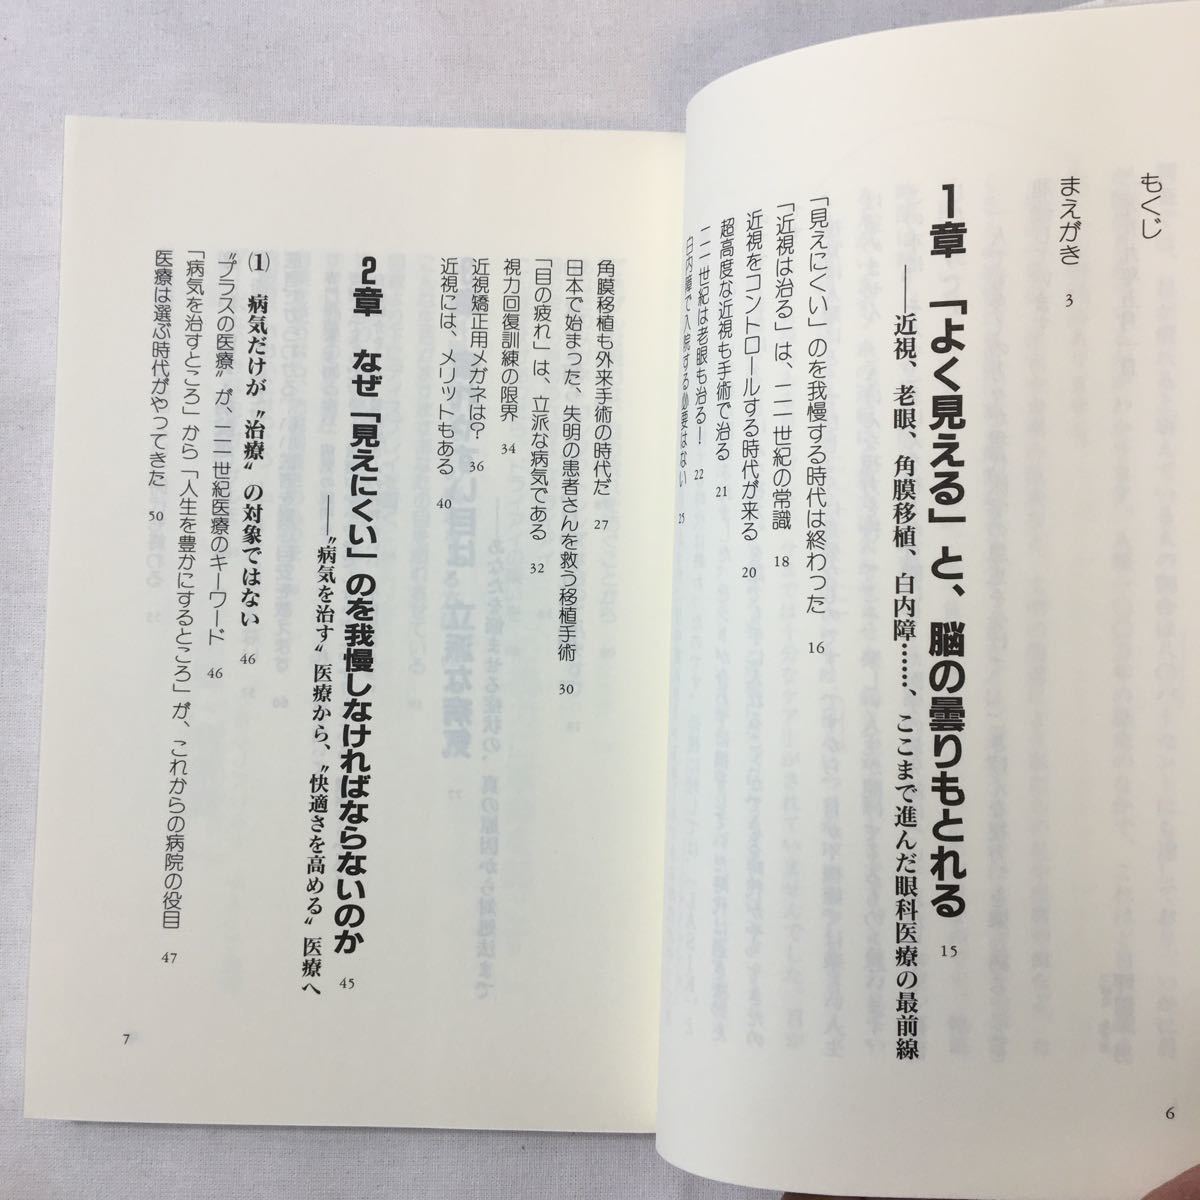 もくじ
まえがき 3
1章 「よく見える」と、脳の曇りもとれる 15
――近視、老眼、角膜移植、白内障……、ここまで進んだ眼科医療の最前線
「見えにくい」のを我慢する時代は終わった 16
「近視は治る」は、二一世紀の常識 18
近視をコントロールする時代が来る 20
超高度な近視も手術で治る 21
二一世紀は老眼も治る! 22
白内障で入院する必要はない 25
6
角膜移植も外来手術の時代だ 27
日本で始まった、失明の患者さんを救う移植手術 30
「目の疲れ」は、立派な病気である 32
視力回復訓練の限界 34
近視矯正用メガネは? 36
近視には、メリットもある 40
2章 なぜ「見えにくい」のを我慢しなければならないのか 45
――〝病気を治す〟医療から、〝快適さを高める〟医療へ
(1) 病気だけが〝治療〟の対象ではない 46
〝プラスの医療〟が、二一世紀医療のキーワード 46
「病気を治すところ」から「人生を豊かにするところ」が、これからの病院の役目 47
医療は選ぶ時代がやってきた 50
7